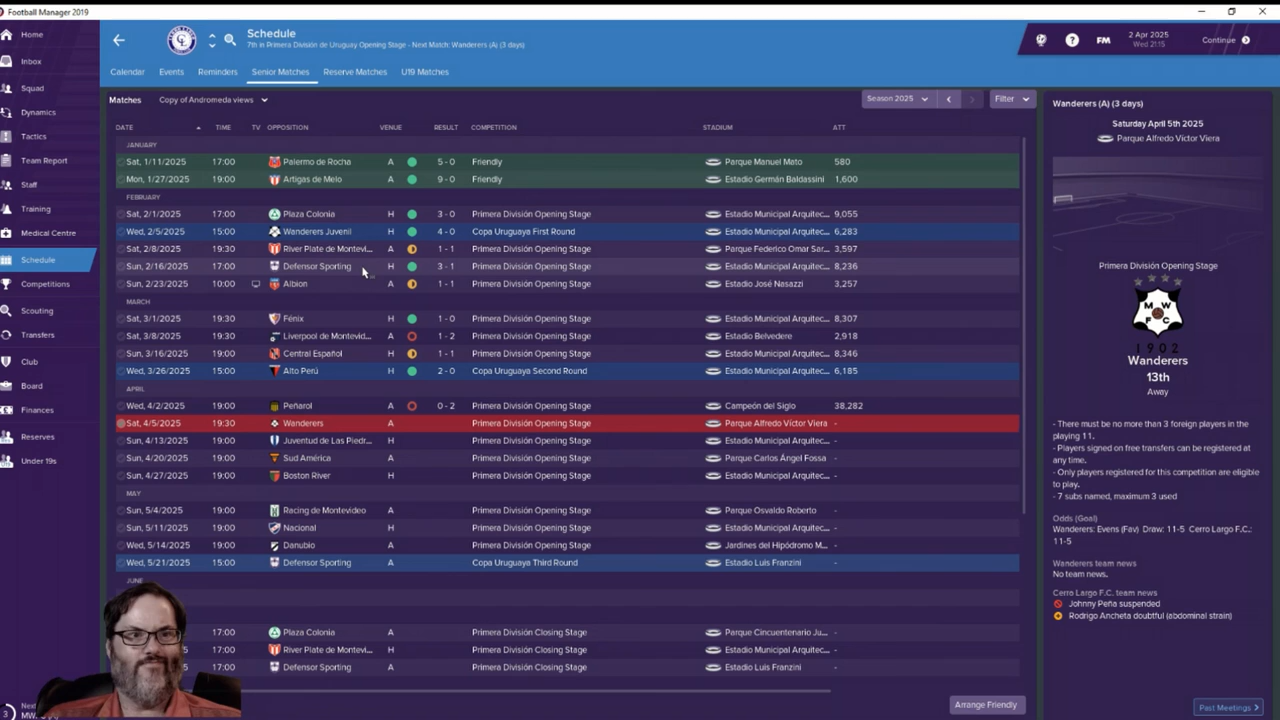 Football Manager 2019
Home
Inbox
Squad
Dynamics
Tactics
Team Report
Staff
Training
Medical Centre
Schedule
Competitions
Scouting
Transfers
Club
Board
Finances
Reserves
Under 19s
Schedule
7th in Primera División de Uruguay Opening Stage - Next Match: Wanderers (A) (3 days)
FM
2 Apr 2025
Wed 21:15
Continue
Calendar Events Reminders Senior Matches Reserve Matches U19 Matches
Matches Copy of Andromeda views Season 2025 Filter
DATE TIME TV OPPOSITION VENUE RESULT COMPETITION STADIUM ATT
JANUARY
Sat, 1/11/2025 17:00 Palermo de Rocha A 5 - 0 Friendly Parque Manuel Mato 580
Mon, 1/27/2025 19:00 Artigas de Melo A 9 - 0 Friendly Estadio Germán Baldassini 1,600
FEBRUARY
Sat, 2/1/2025 17:00 Plaza Colonia H 3 - 0 Primera División Opening Stage Estadio Municipal Arquitec... 9,055
Wed, 2/5/2025 15:00 Wanderers Juvenil H 4 - 0 Copa Uruguaya First Round Estadio Municipal Arquitec... 6,283
Sat, 2/8/2025 19:30 River Plate de Montevi... A 1 - 1 Primera División Opening Stage Parque Federico Omar Sar... 3,597
Sun, 2/16/2025 17:00 Defensor Sporting H 3 - 1 Primera División Opening Stage Estadio Municipal Arquitec... 8,236
Sun, 2/23/2025 10:00 Albion A 1 - 1 Primera División Opening Stage Estadio José Nasazzi 3,257
MARCH
Sat, 3/1/2025 19:30 Fénix H 1 - 0 Primera División Opening Stage Estadio Municipal Arquitec... 8,307
Sat, 3/8/2025 19:30 Liverpool de Montevid... A 1 - 2 Primera División Opening Stage Estadio Belvedere 2,918
Sun, 3/16/2025 19:00 Central Español H 1 - 1 Primera División Opening Stage Estadio Municipal Arquitec... 8,346
Wed, 3/26/2025 15:00 Alto Perú H 2 - 0 Copa Uruguaya Second Round Estadio Municipal Arquitec... 6,185
APRIL
Wed, 4/2/2025 19:00 Peñarol A 0 - 2 Primera División Opening Stage Campeón del Siglo 38,282
Sat, 4/5/2025 19:30 Wanderers A Primera División Opening Stage Parque Alfredo Víctor Viera -
Sun, 4/13/2025 19:00 Juventud de Las Piedr... H Primera División Opening Stage Estadio Municipal Arquitec... -
Sun, 4/20/2025 19:00 Sud América A Primera División Opening Stage Parque Carlos Ángel Fossa -
Sun, 4/27/2025 19:00 Boston River H Primera División Opening Stage Estadio Municipal Arquitec... -
MAY
Sun, 5/4/2025 19:00 Racing de Montevideo A Primera División Opening Stage Parque Osvaldo Roberto -
Sun, 5/11/2025 19:00 Nacional H Primera División Opening Stage Estadio Municipal Arquitec... -
Wed, 5/14/2025 19:00 Danubio A Primera División Opening Stage Jardines del Hipódromo M... -
Wed, 5/21/2025 15:00 Defensor Sporting A Copa Uruguaya Third Round Estadio Luis Franzini -
JUNE
17:00 Plaza Colonia A Primera División Closing Stage Parque Cincuentenario Ju... -
17:00 River Plate de Montevi... H Primera División Closing Stage Estadio Municipal Arquitec... -
17:00 Defensor Sporting A Primera División Closing Stage Estadio Luis Franzini -
Arrange Friendly
Wanderers (A) (3 days)
Saturday April 5th 2025
Parque Alfredo Víctor Viera
Primera División Opening Stage
M W
F C
1 9 0 2
Wanderers
13th
Away
- There must be no more than 3 foreign players in the
playing 11.
- Players signed on free transfers can be registered at
any time.
- Only players registered for this competition are eligible
to play.
- 7 subs named, maximum 3 used
Odds (Goal)
Wanderers: Evens (Fav) Draw: 11-5 Cerro Largo F.C.:
11-5
Wanderers team news
No team news.
Cerro Largo F.C. team news
Johnny Peña suspended
Rodrigo Ancheta doubtful (abdominal strain)
Past Meetings
3